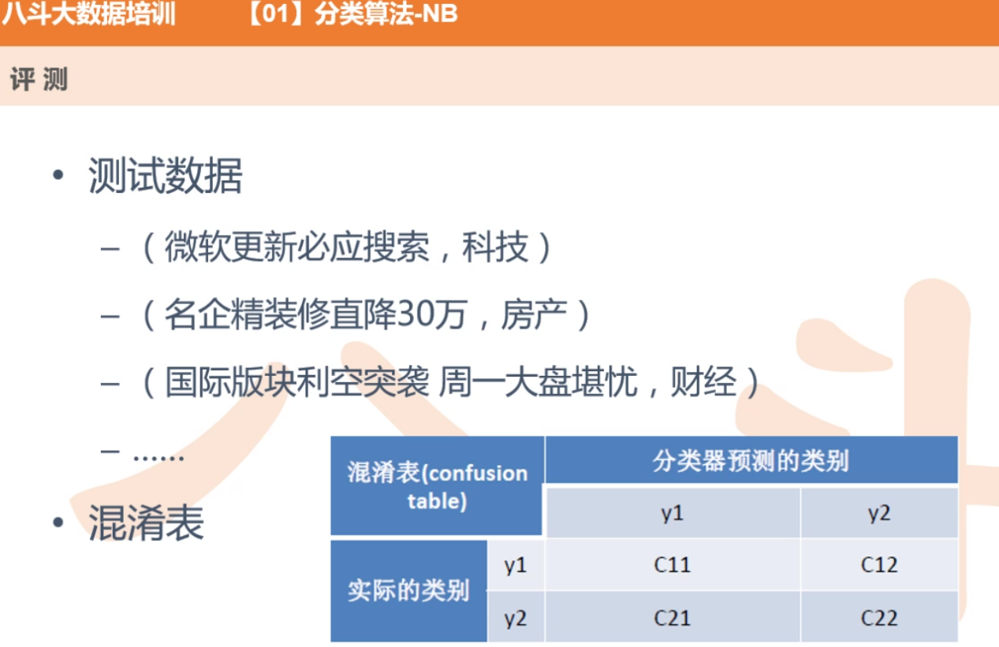 八斗大数据培训 【01】分类算法-NB
评 测
• 测试数据
– （微软更新必应搜索，科技）
– （名企精装修直降30万，房产）
– （国际版块利空突袭 周一大盘堪忧，财经）
– ……
• 混淆表
混淆表(confusion table) 分类器预测的类别
y1 y2
实际的类别 y1 C11 C12
y2 C21 C22
八斗